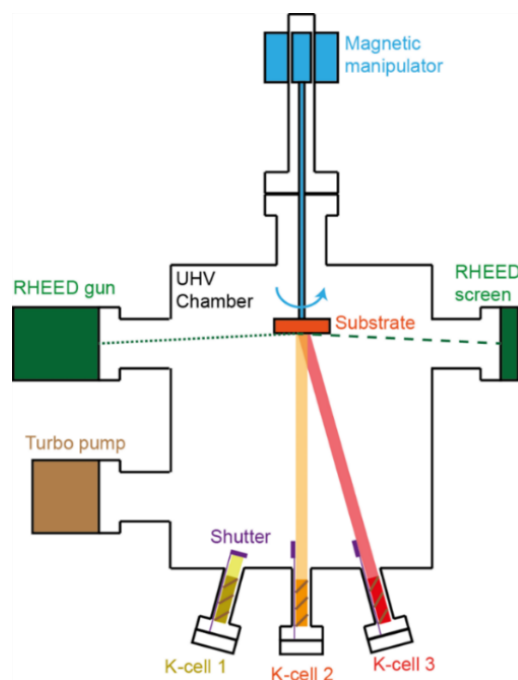 Magnetic
manipulator
RHEED gun
UHV
Chamber
RHEED
screen
Substrate
Turbo pump
Shutter
K-cell 1
K-cell 2
K-cell 3